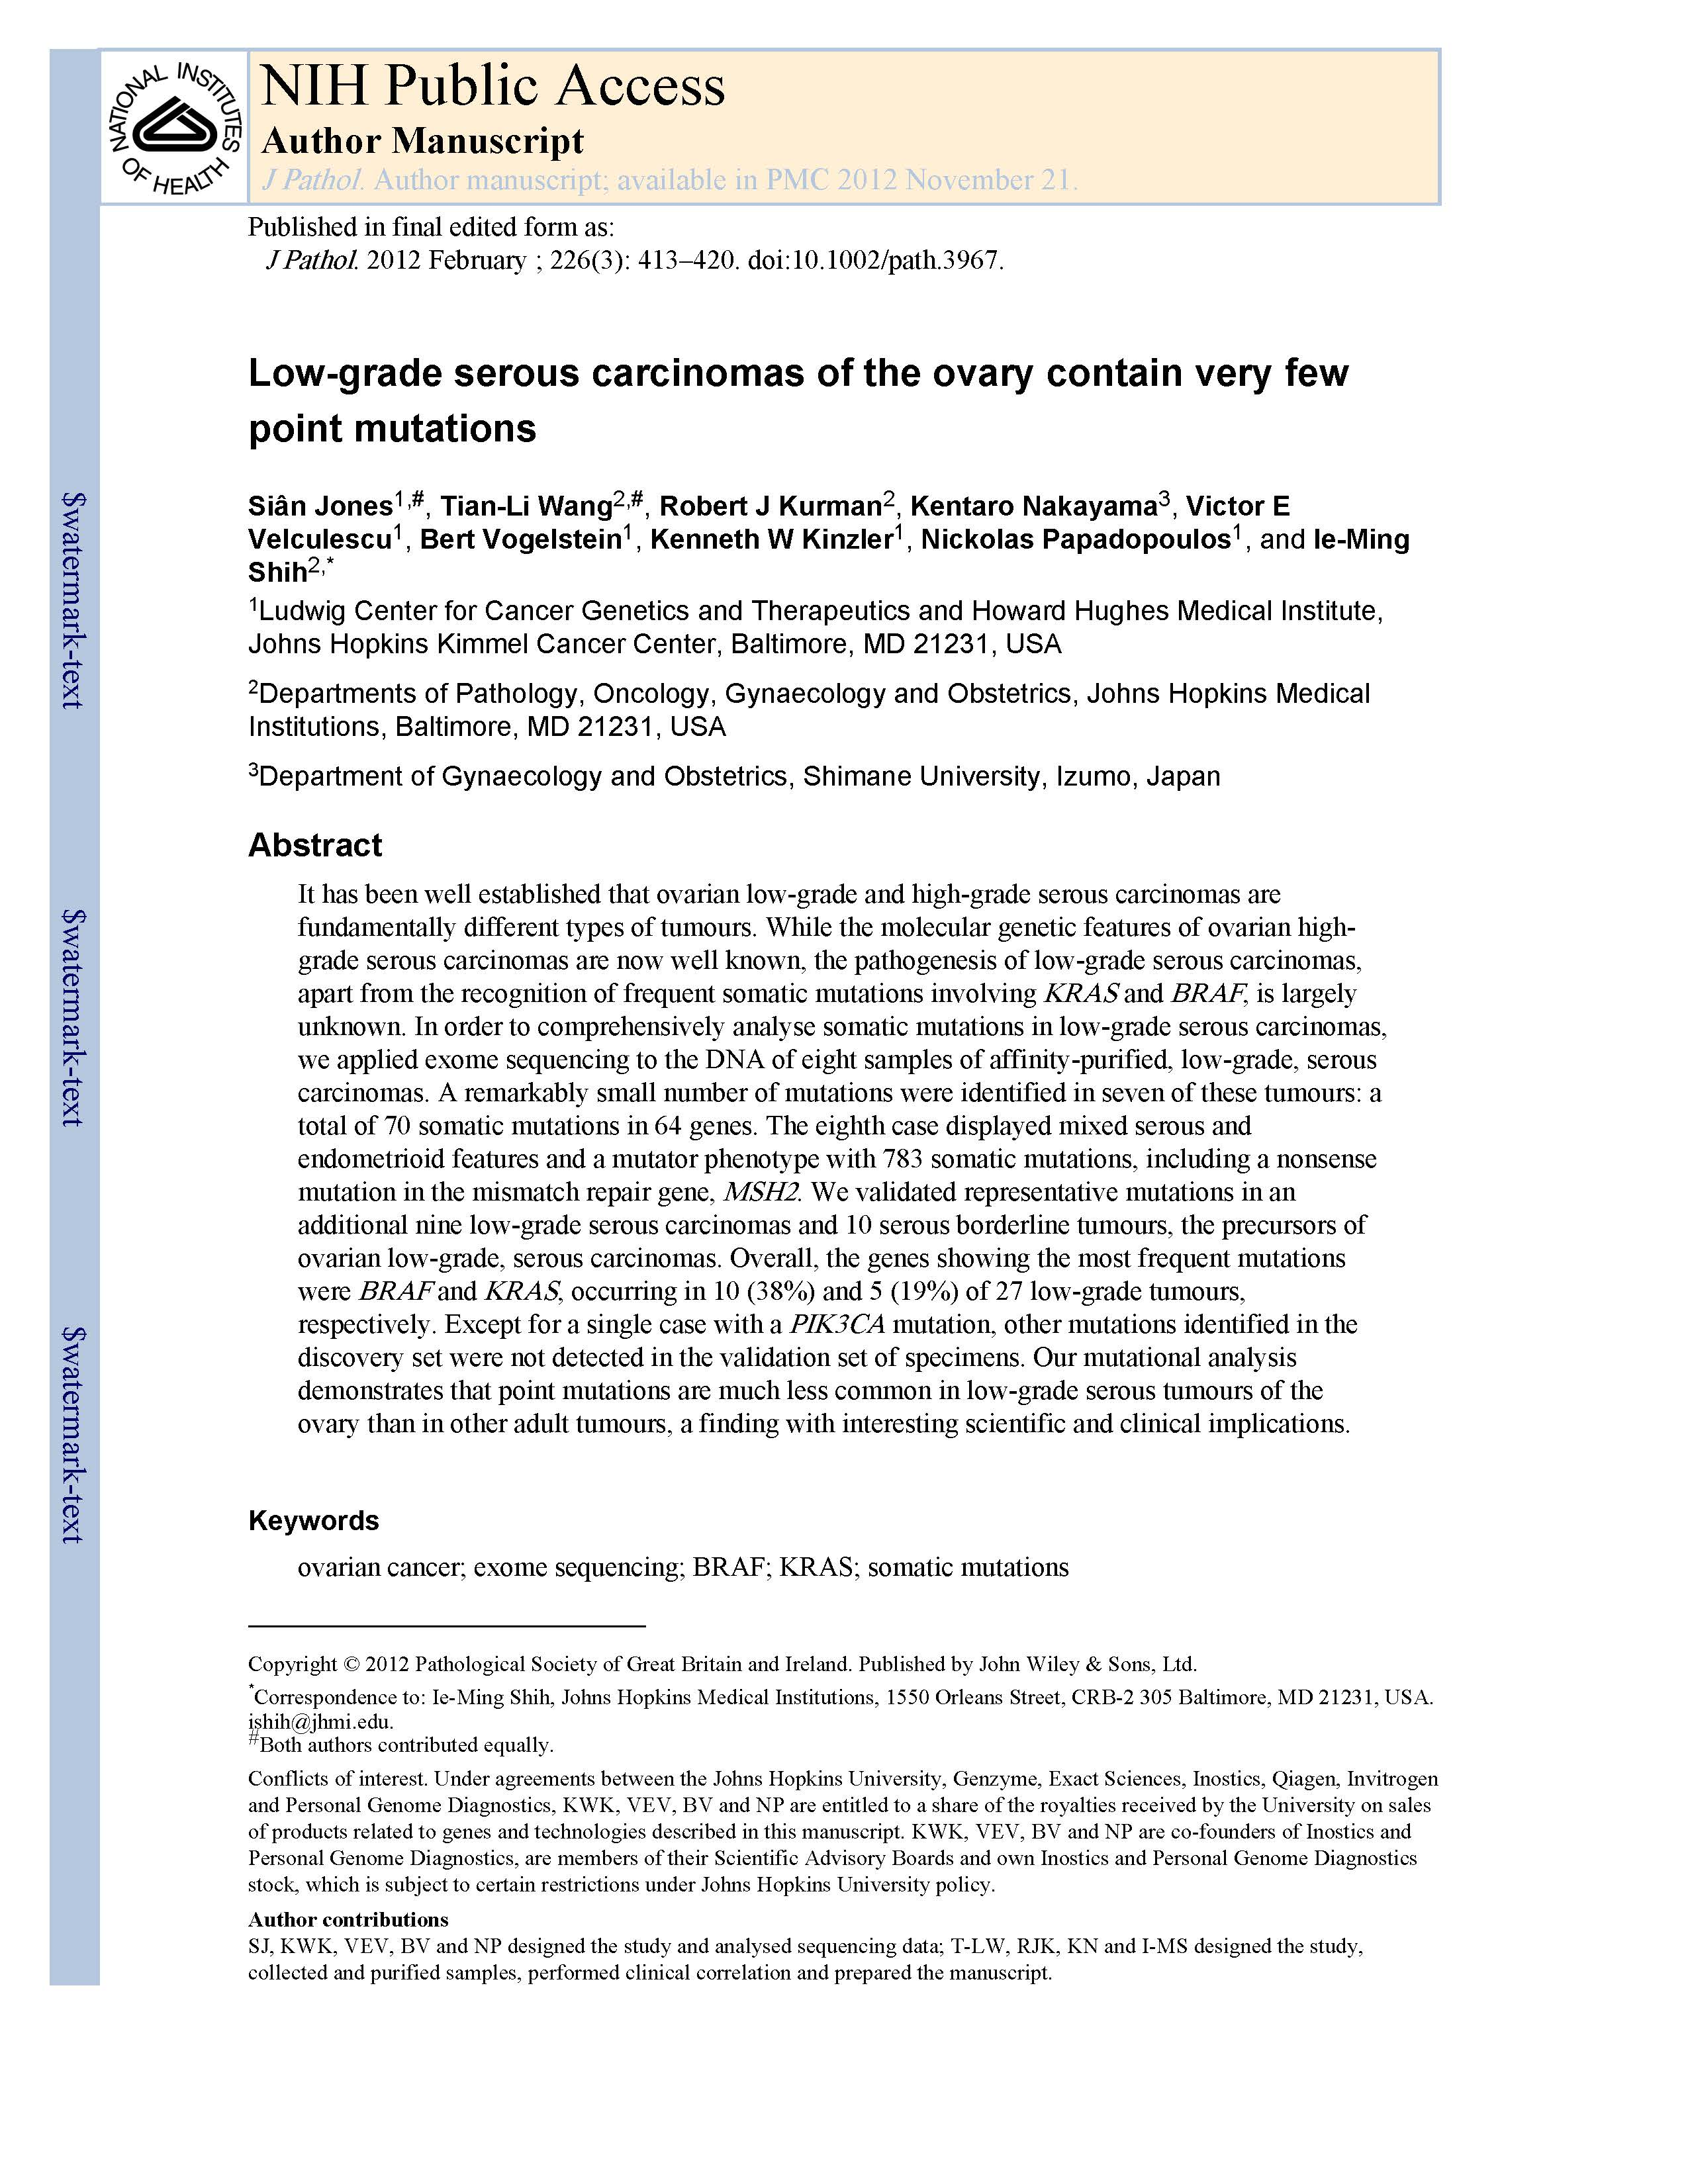 NATIONAL INSTITUTES OF HEALTH
NIH Public Access
Author Manuscript
J Pathol. Author manuscript; available in PMC 2012 November 21.
Published in final edited form as:
J Pathol. 2012 February ; 226(3): 413–420. doi:10.1002/path.3967.
Low-grade serous carcinomas of the ovary contain very few
point mutations
Siân Jones1,#, Tian-Li Wang2,#, Robert J Kurman2, Kentaro Nakayama3, Victor E
Velculescu1, Bert Vogelstein1, Kenneth W Kinzler1, Nickolas Papadopoulos1, and Ie-Ming
Shih2,*
1Ludwig Center for Cancer Genetics and Therapeutics and Howard Hughes Medical Institute,
Johns Hopkins Kimmel Cancer Center, Baltimore, MD 21231, USA
2Departments of Pathology, Oncology, Gynaecology and Obstetrics, Johns Hopkins Medical
Institutions, Baltimore, MD 21231, USA
3Department of Gynaecology and Obstetrics, Shimane University, Izumo, Japan
Abstract
It has been well established that ovarian low-grade and high-grade serous carcinomas are
fundamentally different types of tumours. While the molecular genetic features of ovarian high-
grade serous carcinomas are now well known, the pathogenesis of low-grade serous carcinomas,
apart from the recognition of frequent somatic mutations involving KRAS and BRAF, is largely
unknown. In order to comprehensively analyse somatic mutations in low-grade serous carcinomas,
we applied exome sequencing to the DNA of eight samples of affinity-purified, low-grade, serous
carcinomas. A remarkably small number of mutations were identified in seven of these tumours: a
total of 70 somatic mutations in 64 genes. The eighth case displayed mixed serous and
endometrioid features and a mutator phenotype with 783 somatic mutations, including a nonsense
mutation in the mismatch repair gene, MSH2. We validated representative mutations in an
additional nine low-grade serous carcinomas and 10 serous borderline tumours, the precursors of
ovarian low-grade, serous carcinomas. Overall, the genes showing the most frequent mutations
were BRAF and KRAS, occurring in 10 (38%) and 5 (19%) of 27 low-grade tumours,
respectively. Except for a single case with a PIK3CA mutation, other mutations identified in the
discovery set were not detected in the validation set of specimens. Our mutational analysis
demonstrates that point mutations are much less common in low-grade serous tumours of the
ovary than in other adult tumours, a finding with interesting scientific and clinical implications.
Keywords
ovarian cancer; exome sequencing; BRAF; KRAS; somatic mutations
Copyright © 2012 Pathological Society of Great Britain and Ireland. Published by John Wiley & Sons, Ltd.
*Correspondence to: Ie-Ming Shih, Johns Hopkins Medical Institutions, 1550 Orleans Street, CRB-2 305 Baltimore, MD 21231, USA.
ishih@jhmi.edu.
#Both authors contributed equally.
Conflicts of interest. Under agreements between the Johns Hopkins University, Genzyme, Exact Sciences, Inostics, Qiagen, Invitrogen
and Personal Genome Diagnostics, KWK, VEV, BV and NP are entitled to a share of the royalties received by the University on sales
of products related to genes and technologies described in this manuscript. KWK, VEV, BV and NP are co-founders of Inostics and
Personal Genome Diagnostics, are members of their Scientific Advisory Boards and own Inostics and Personal Genome Diagnostics
stock, which is subject to certain restrictions under Johns Hopkins University policy.
Author contributions
SJ, KWK, VEV, BV and NP designed the study and analysed sequencing data; T-LW, RJK, KN and I-MS designed the study,
collected and purified samples, performed clinical correlation and prepared the manuscript.
$watermark-text
$watermark-text
$watermark-text